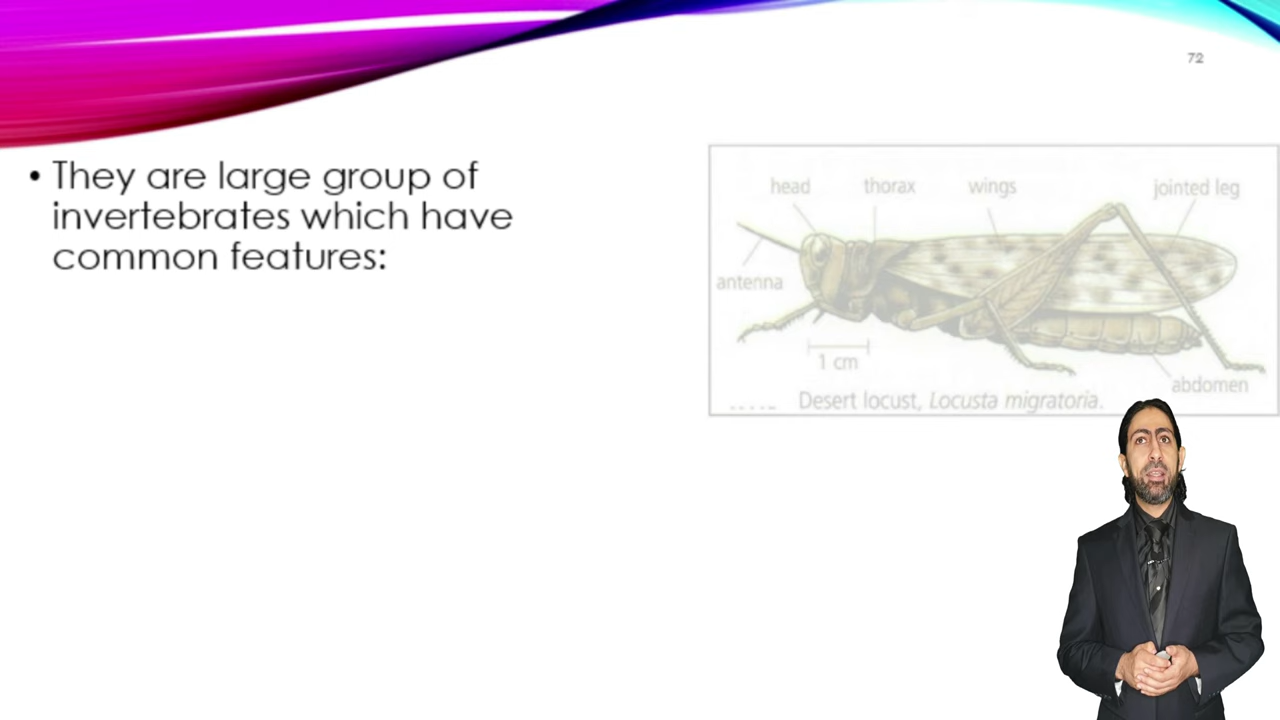 72
• They are large group of
invertebrates which have
common features:
head thorax wings jointed leg
antenna
1 cm
abdomen
Desert locust, Locusta migratoria.